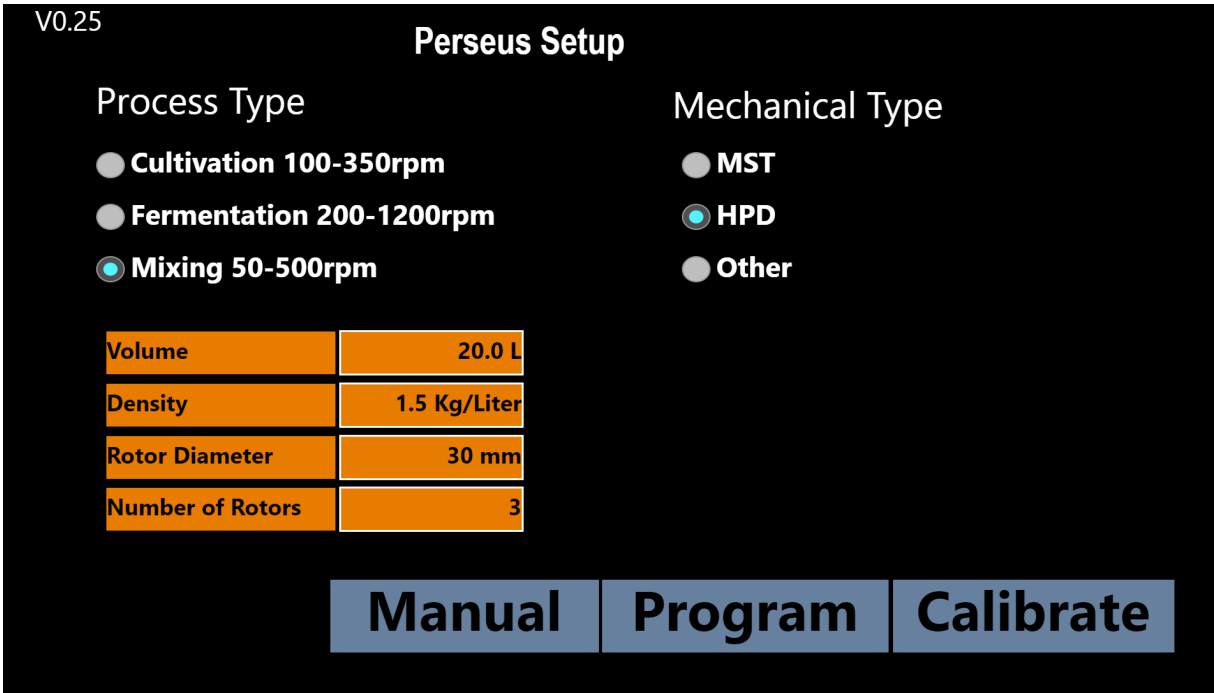 V0.25
Perseus Setup
Process Type
Cultivation 100-350rpm
Fermentation 200-1200rpm
Mixing 50-500rpm
Mechanical Type
MST
HPD
Other
Volume 20.0 L
Density 1.5 Kg/Liter
Rotor Diameter 30 mm
Number of Rotors 3
Manual Program Calibrate